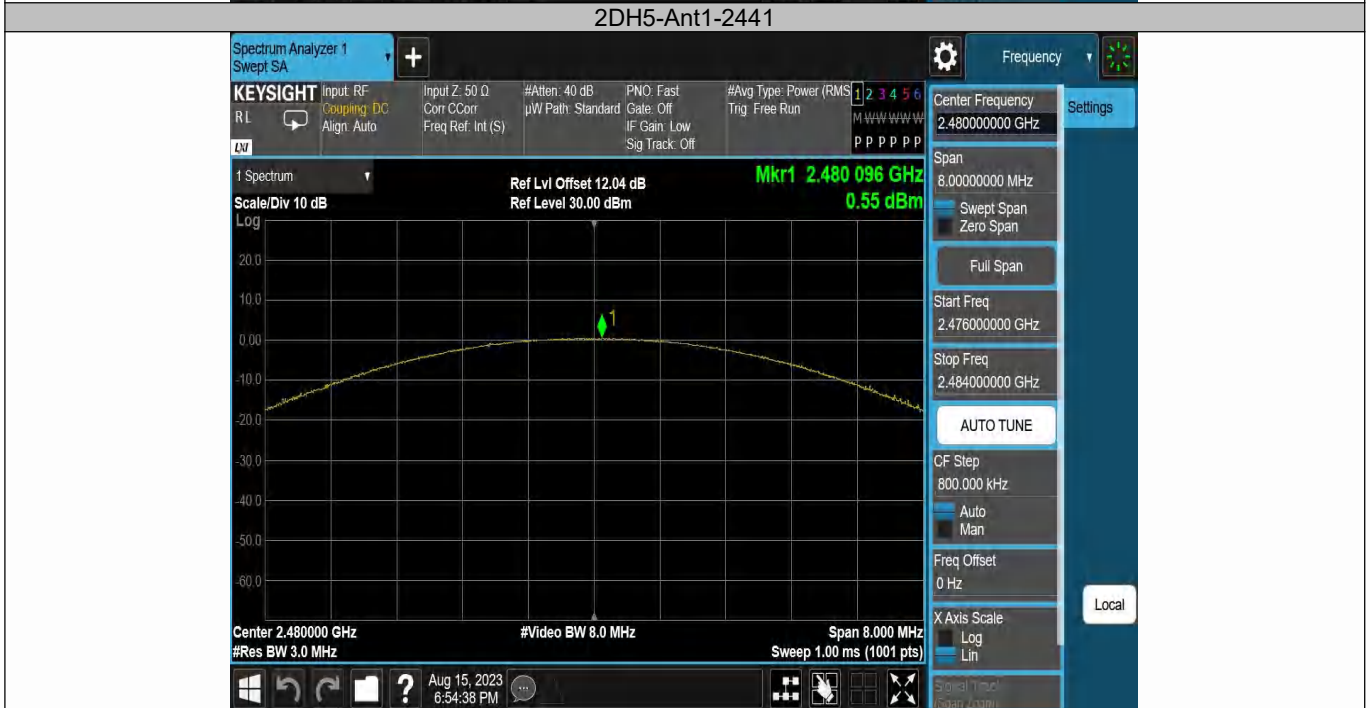 2DH5-Ant1-2441
Spectrum Analyzer 1
Swept SA
+
Frequency
KEYSIGHT
R L
LXI
Input: RF
Coupling: DC
Align: Auto
Input Z: 50 Ω
Corr CCorr
Freq Ref: Int (S)
#Atten: 40 dB
µW Path: Standard
PNO: Fast
Gate: Off
IF Gain: Low
Sig Track: Off
#Avg Type: Power (RMS
Trig: Free Run
1 2 3 4 5 6
M W W W W W
P P P P P P
Center Frequency
2.480000000 GHz
Settings
1 Spectrum
Scale/Div 10 dB
Ref Lvl Offset 12.04 dB
Ref Level 30.00 dBm
Mkr1 2.480 096 GHz
0.55 dBm
Span
8.00000000 MHz
Swept Span
Zero Span
Full Span
Start Freq
2.476000000 GHz
Stop Freq
2.484000000 GHz
AUTO TUNE
CF Step
800.000 kHz
Auto
Man
Freq Offset
0 Hz
X Axis Scale
Log
Lin
Local
Log
20.0
10.0
1
0.00
-10.0
-20.0
-30.0
-40.0
-50.0
-60.0
Center 2.480000 GHz
#Video BW 8.0 MHz
Span 8.000 MHz
#Res BW 3.0 MHz
Sweep 1.00 ms (1001 pts)
?
Aug 15, 2023
6:54:38 PM
Signal Track
(Span Zoom)